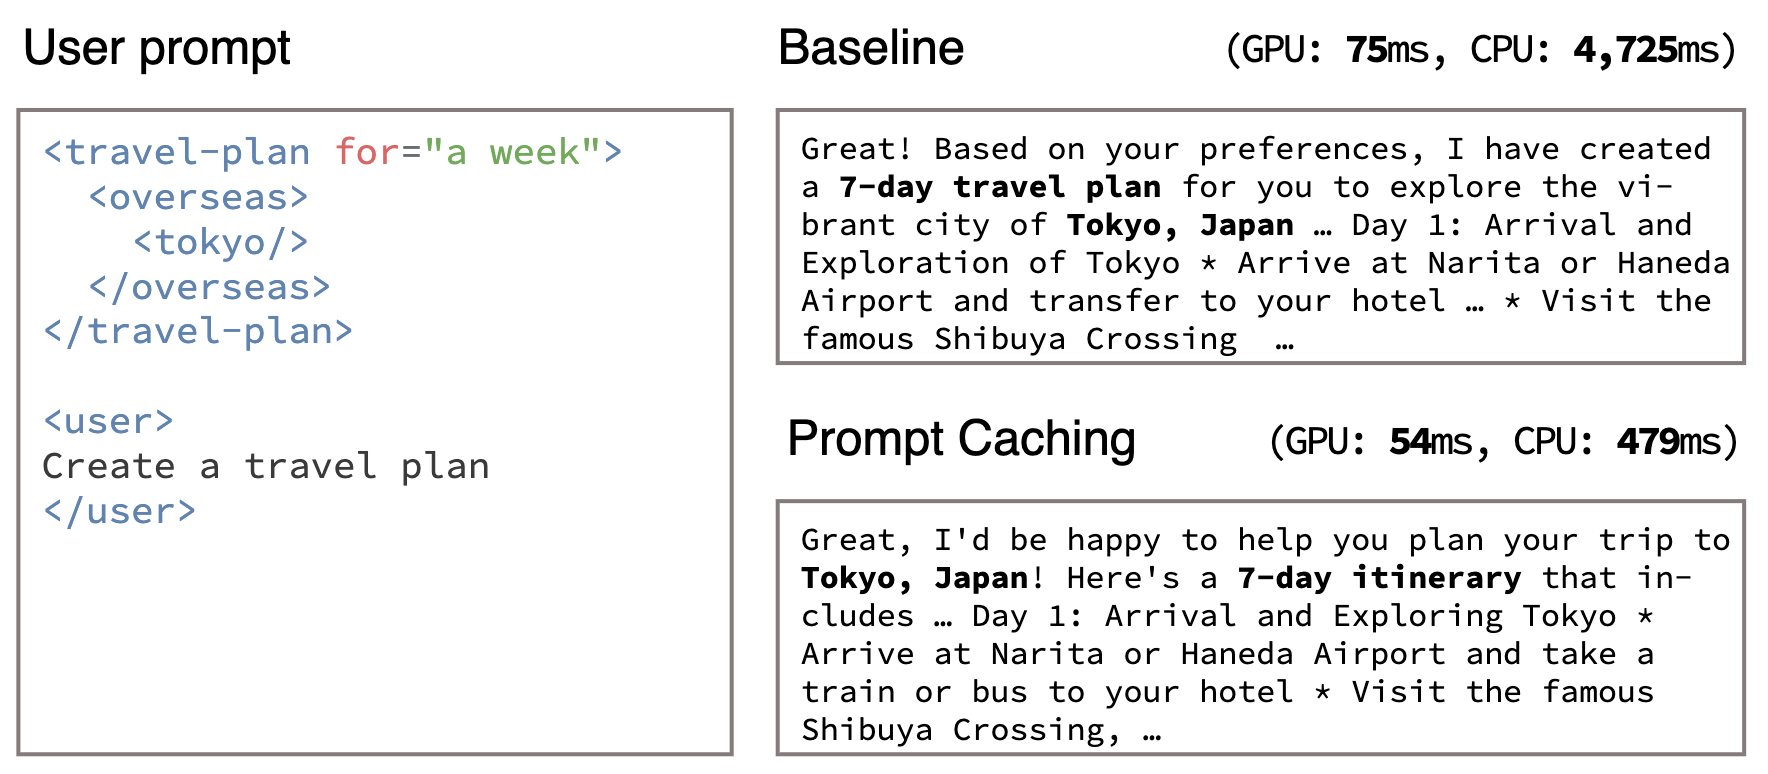 User prompt
<travel-plan for="a week">
  <overseas>
    <tokyo/>
  </overseas>
</travel-plan>
<user>
Create a travel plan
</user>
Baseline (GPU: 75ms, CPU: 4,725ms)
Great! Based on your preferences, I have created
a 7-day travel plan for you to explore the vi-
brant city of Tokyo, Japan … Day 1: Arrival and
Exploration of Tokyo * Arrive at Narita or Haneda
Airport and transfer to your hotel … * Visit the
famous Shibuya Crossing  …
Prompt Caching (GPU: 54ms, CPU: 479ms)
Great, I'd be happy to help you plan your trip to
Tokyo, Japan! Here's a 7-day itinerary that in-
cludes … Day 1: Arrival and Exploring Tokyo *
Arrive at Narita or Haneda Airport and take a
train or bus to your hotel * Visit the famous
Shibuya Crossing, …